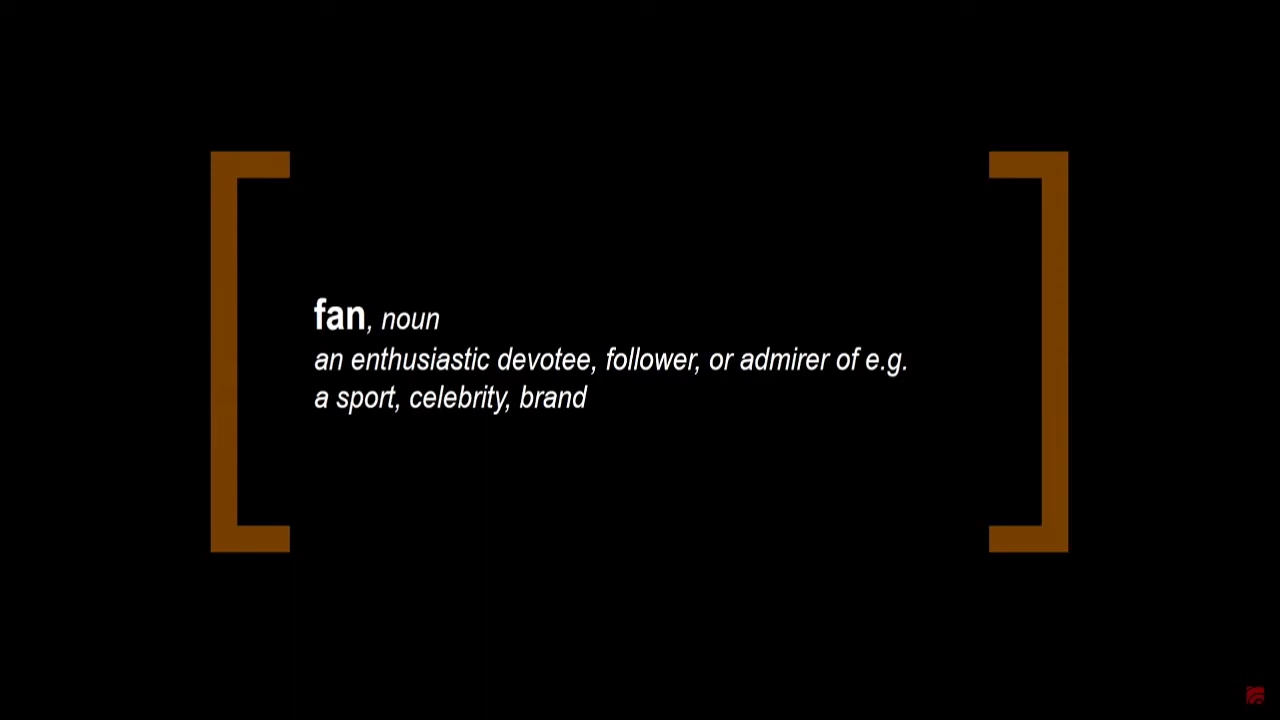 fan, noun
an enthusiastic devotee, follower, or admirer of e.g.
a sport, celebrity, brand